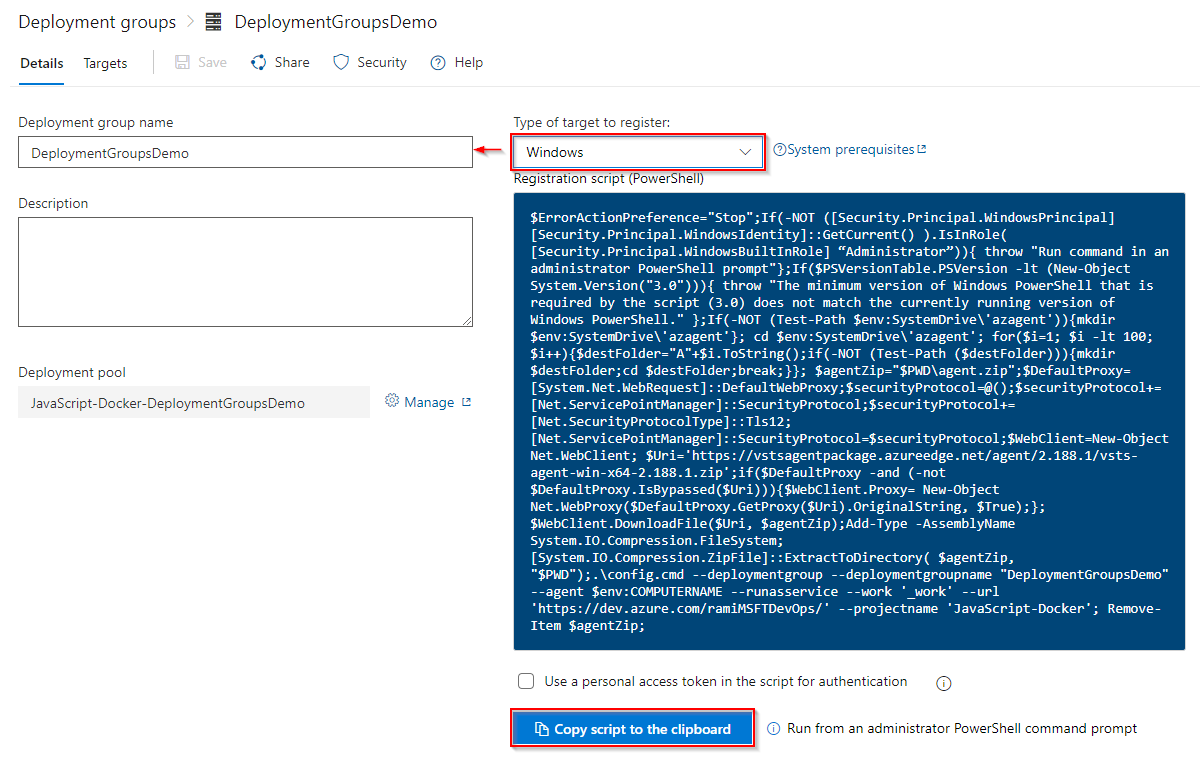 Deployment groups > DeploymentGroupsDemo
Details Targets Save Share Security Help
Deployment group name
DeploymentGroupsDemo
Description
Deployment pool
JavaScript-Docker-DeploymentGroupsDemo Manage
Type of target to register:
Windows System prerequisites
Registration script (PowerShell)
$ErrorActionPreference="Stop";If(-NOT ([Security.Principal.WindowsPrincipal]
[Security.Principal.WindowsIdentity]::GetCurrent() ).IsInRole(
[Security.Principal.WindowsBuiltInRole] “Administrator”)){ throw "Run command in an
administrator PowerShell prompt"};If($PSVersionTable.PSVersion -lt (New-Object
System.Version("3.0"))){ throw "The minimum version of Windows PowerShell that is
required by the script (3.0) does not match the currently running version of
Windows PowerShell." };If(-NOT (Test-Path $env:SystemDrive\'azagent')){mkdir
$env:SystemDrive\'azagent'}; cd $env:SystemDrive\'azagent'; for($i=1; $i -lt 100;
$i++){$destFolder="A"+$i.ToString();if(-NOT (Test-Path ($destFolder))){mkdir
$destFolder;cd $destFolder;break;}}; $agentZip="$PWD\agent.zip";$DefaultProxy=
[System.Net.WebRequest]::DefaultWebProxy;$securityProtocol=@();$securityProtocol+=
[Net.ServicePointManager]::SecurityProtocol;$securityProtocol+=
[Net.SecurityProtocolType]::Tls12;
[Net.ServicePointManager]::SecurityProtocol=$securityProtocol;$WebClient=New-Object
Net.WebClient; $Uri='https://vstsagentpackage.azureedge.net/agent/2.188.1/vsts-
agent-win-x64-2.188.1.zip';if($DefaultProxy -and (-not
$DefaultProxy.IsBypassed($Uri))){$WebClient.Proxy= New-Object
Net.WebProxy($DefaultProxy.GetProxy($Uri).OriginalString, $True);};
$WebClient.DownloadFile($Uri, $agentZip);Add-Type -AssemblyName
System.IO.Compression.FileSystem;
[System.IO.Compression.ZipFile]::ExtractToDirectory( $agentZip,
"$PWD");.\config.cmd --deploymentgroup --deploymentgroupname "DeploymentGroupsDemo"
--agent $env:COMPUTERNAME --runasservice --work '_work' --url
'https://dev.azure.com/ramiMSFTDevOps/' --projectname 'JavaScript-Docker'; Remove-
Item $agentZip;
Use a personal access token in the script for authentication
Copy script to the clipboard Run from an administrator PowerShell command prompt